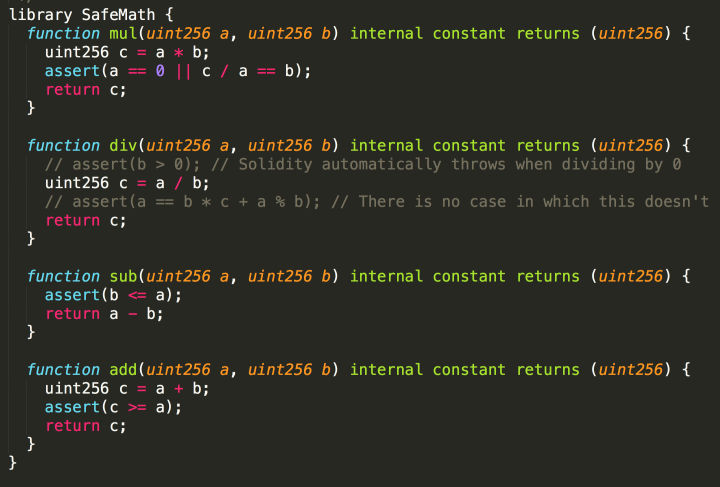 library SafeMath {
function mul(uint256 a, uint256 b) internal constant returns (uint256) {
uint256 c = a * b;
assert(a == 0 || c / a == b);
return c;
}
function div(uint256 a, uint256 b) internal constant returns (uint256) {
// assert(b > 0); // Solidity automatically throws when dividing by 0
uint256 c = a / b;
// assert(a == b * c + a % b); // There is no case in which this doesn't
return c;
}
function sub(uint256 a, uint256 b) internal constant returns (uint256) {
assert(b <= a);
return a - b;
}
function add(uint256 a, uint256 b) internal constant returns (uint256) {
uint256 c = a + b;
assert(c >= a);
return c;
}
}